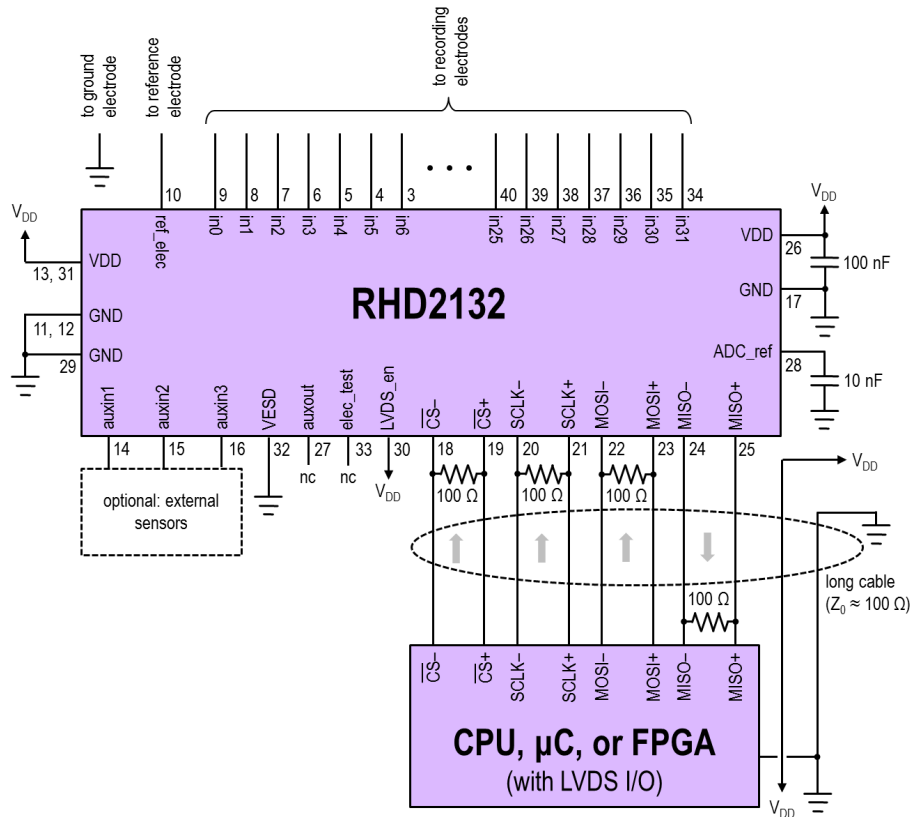 to ground
electrode
to reference
electrode
to recording
electrodes
10 9 8 7 6 5 4 3 40 39 38 37 36 35 34
ref_elec in0 in1 in2 in3 in4 in5 in6 • • • in25 in26 in27 in28 in29 in30 in31
V_DD
VDD
13, 31
GND
11, 12
GND
29
RHD2132
V_DD
VDD
26
100 nF
GND
17
ADC_ref
28
10 nF
auxin1 auxin2 auxin3 VESD auxout elec_test LVDS_en C̅S̅− C̅S̅+ SCLK− SCLK+ MOSI− MOSI+ MISO− MISO+
14 15 16 32 27 33 30 18 19 20 21 22 23 24 25
nc nc V_DD
optional: external
sensors
100 Ω 100 Ω 100 Ω
V_DD
long cable
(Z₀ ≈ 100 Ω)
100 Ω
C̅S̅− C̅S̅+ SCLK− SCLK+ MOSI− MOSI+ MISO− MISO+
CPU, µC, or FPGA
(with LVDS I/O)
V_DD